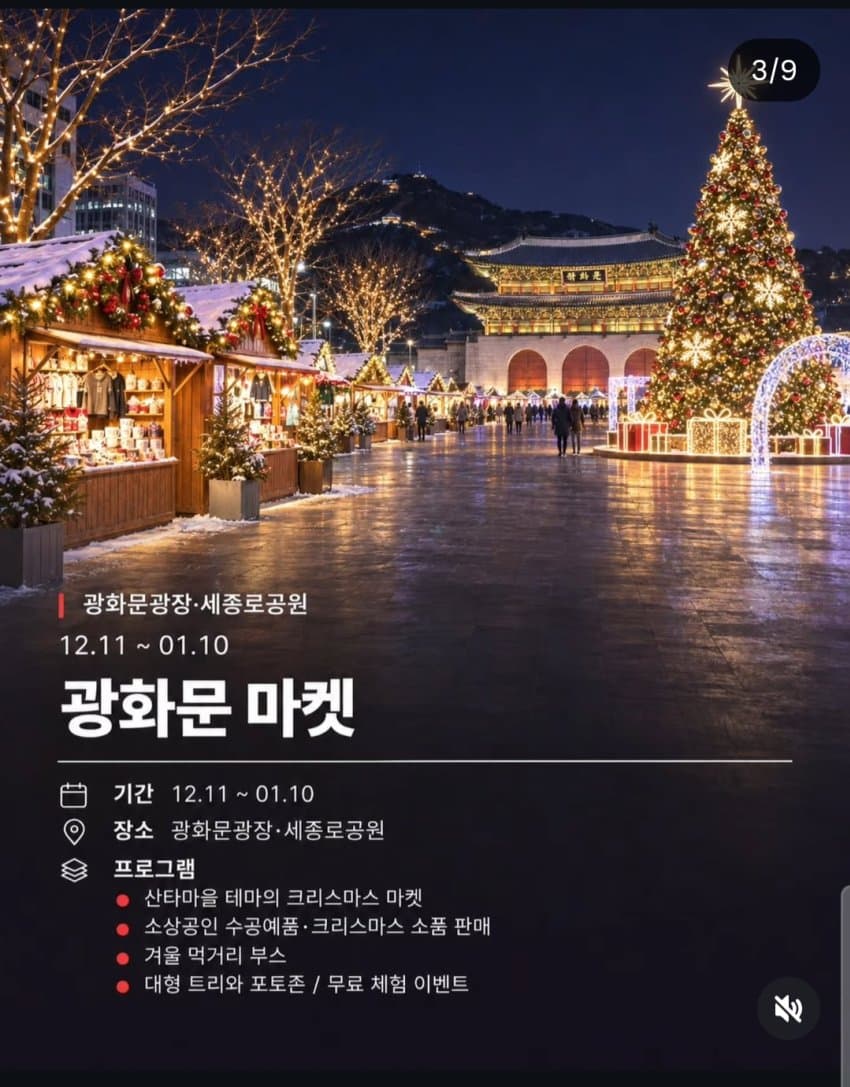 3/9
광화문광장·세종로공원
12.11 ~ 01.10
광화문 마켓
기간 12.11 ~ 01.10
장소 광화문광장·세종로공원
프로그램
산타마을 테마의 크리스마스 마켓
소상공인 수공예품·크리스마스 소품 판매
겨울 먹거리 부스
대형 트리와 포토존 / 무료 체험 이벤트